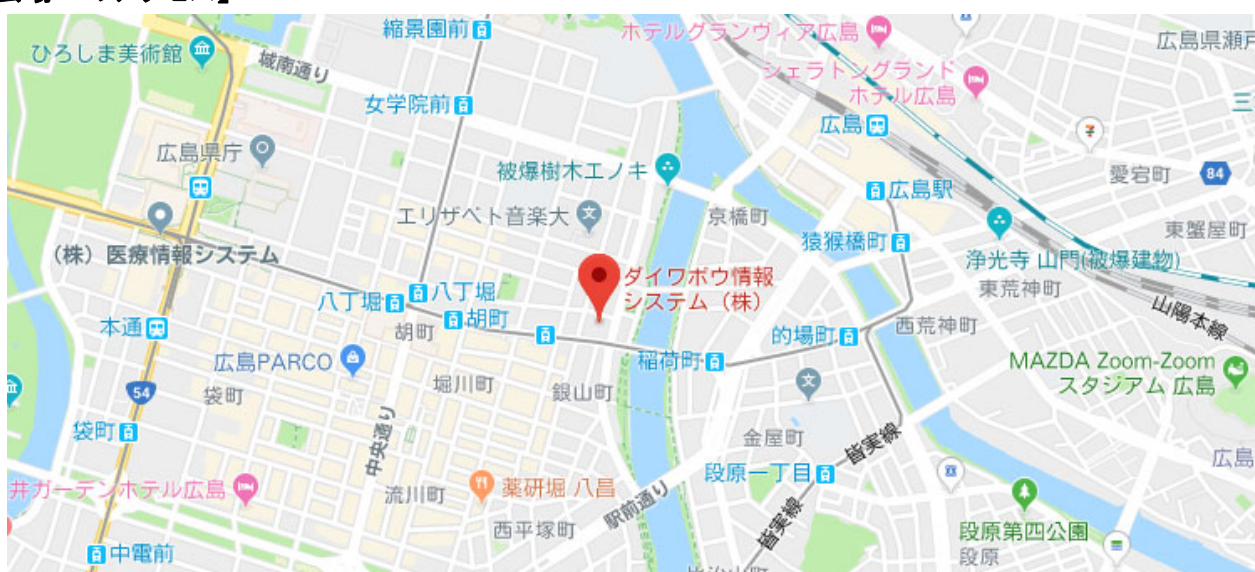 縮景園前
ホテルグランヴィア広島
広島県瀬戸
ひろしま美術館
城南通り
シェラトングランド
ホテル広島
女学院前
広島
広島県庁
被爆樹木エノキ
愛宕町
84
広島駅
エリザベト音楽大
京橋町
東蟹屋町
猿猴橋町
(株)医療情報システム
浄光寺 山門(被爆建物)
ダイワボウ情報
システム(株)
東荒神町
八丁堀
八丁堀
山陽本線
本通
胡町
胡町
的場町
西荒神町
稲荷町
広島PARCO
MAZDA Zoom-Zoom
スタジアム 広島
堀川町
54
袋町
銀山町
中央通り
袋町
金屋町
皆実線
広島
段原一丁目
井ガーデンホテル広島
流川町
薬研堀 八昌
駅前通り
西平塚町
皆実線
段原第四公園
中電前
段原